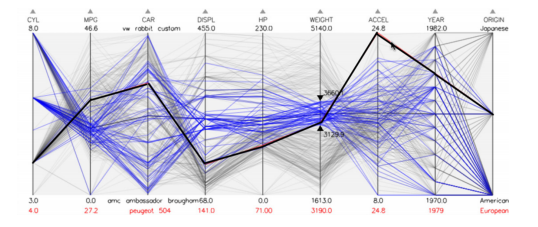 CYL MPG CAR DISPL HP WEIGHT ACCEL YEAR ORIGIN
8.0 46.6 vw rabbit custom 455.0 230.0 5140.0 24.8 1982.0 Japanese
3660.
3129.9
3.0 0.0 amc ambassador brougham 68.0 0.0 1613.0 8.0 1970.0 American
4.0 27.2 peugeot 504 141.0 71.00 3190.0 24.8 1979 European